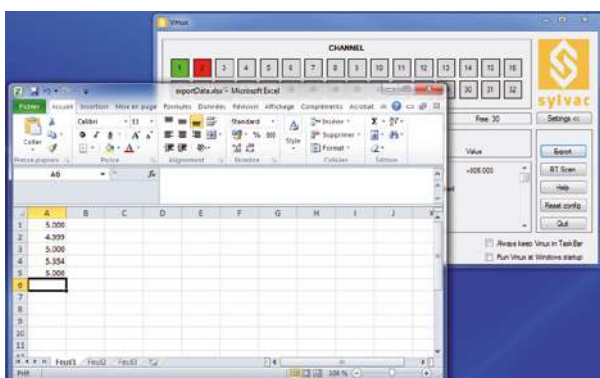 Vmux
CHANNEL
1 2 3 4 5 6 7 8 9 10 11 12 13 14 15 16
30 31 32
sylvac
Free: 30
Settings <<
Value
+005.000
Export
RT Scan
Help
Reset config
Quit
Always keep Vmux in TaskBar
Run Vmux at Windows startup
exportData.xlsx - Microsoft Excel
Fichier Accueil Insertion Mise en page Formules Données Révision Affichage Compléments Acrobat
Coller
Calibri 11
Standard
% 000
Style
Insérer
Supprimer
Format
Presse-papiers Police Alignement Nombre Cellules Édition
A6 fx
A B C D E F G H I J
1 5.000
2 4.999
3 5.000
4
5 5.000
6
7
8
9
10
11
Feuil1 Feuil2 Feuil3
Prêt 100 %